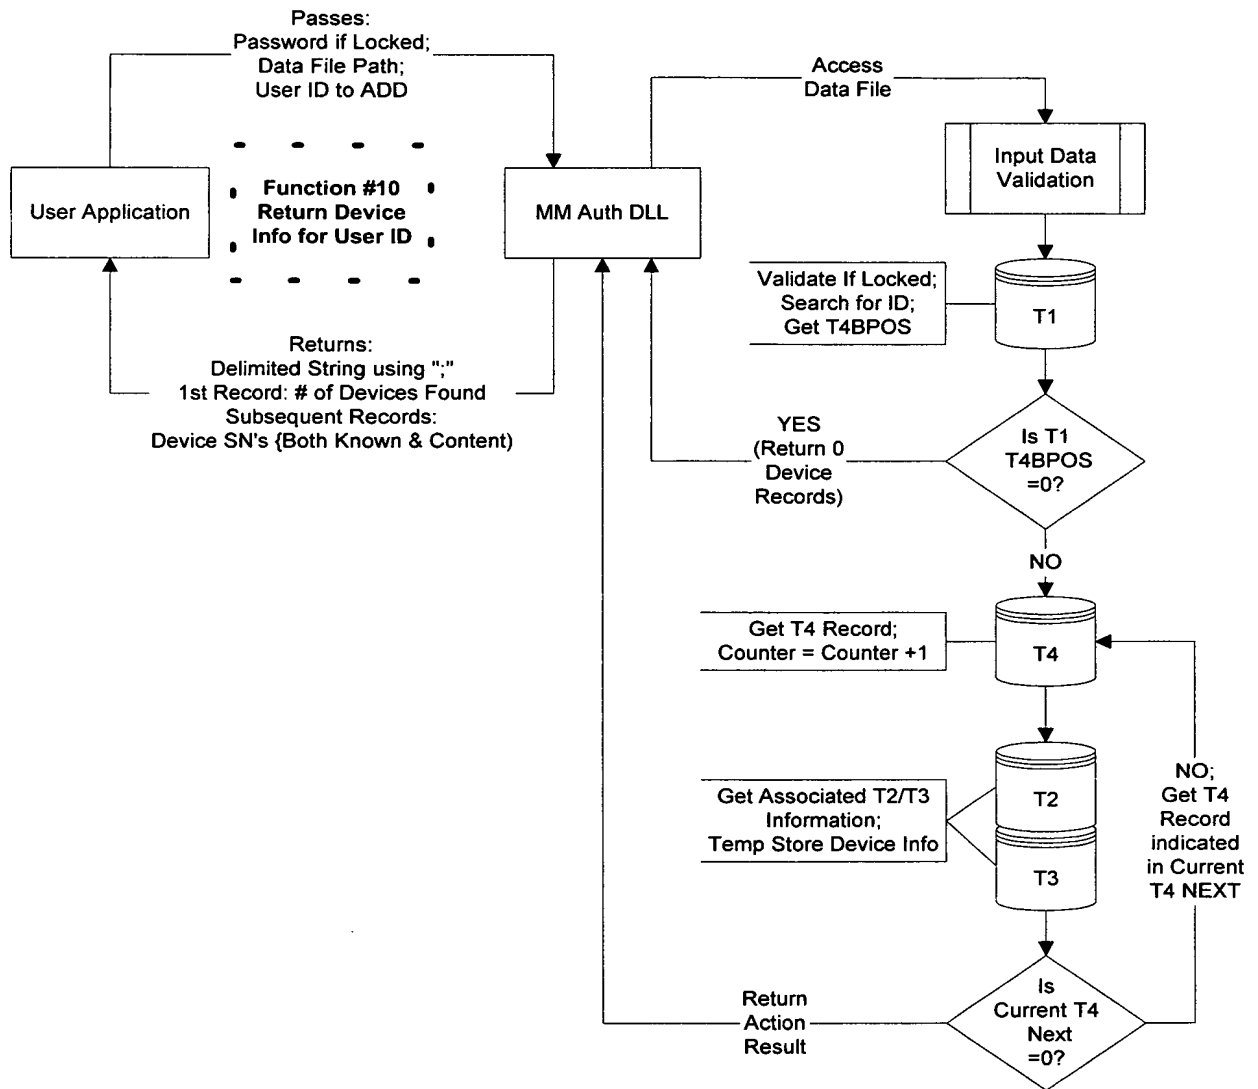 Passes:
Password if Locked;
Data File Path;
User ID to ADD
Access
Data File
Input Data
Validation
User Application
Function #10
Return Device
Info for User ID
MM Auth DLL
Validate If Locked;
Search for ID;
Get T4BPOS
T1
Returns:
Delimited String using ";"
1st Record: # of Devices Found
Subsequent Records:
Device SN's {Both Known & Content)
YES
(Return 0
Device
Records)
Is T1
T4BPOS
=0?
NO
Get T4 Record;
Counter = Counter +1
T4
Get Associated T2/T3
Information;
Temp Store Device Info
T2
T3
NO;
Get T4
Record
indicated
in Current
T4 NEXT
Return
Action
Result
Is
Current T4
Next
=0?